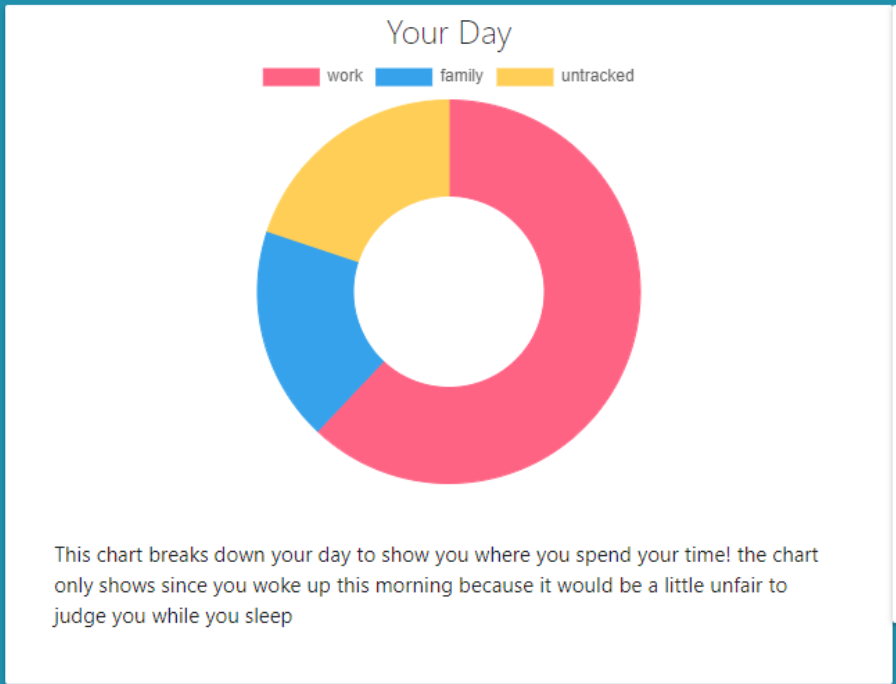 Your Day
work family untracked
This chart breaks down your day to show you where you spend your time! the chart
only shows since you woke up this morning because it would be a little unfair to
judge you while you sleep